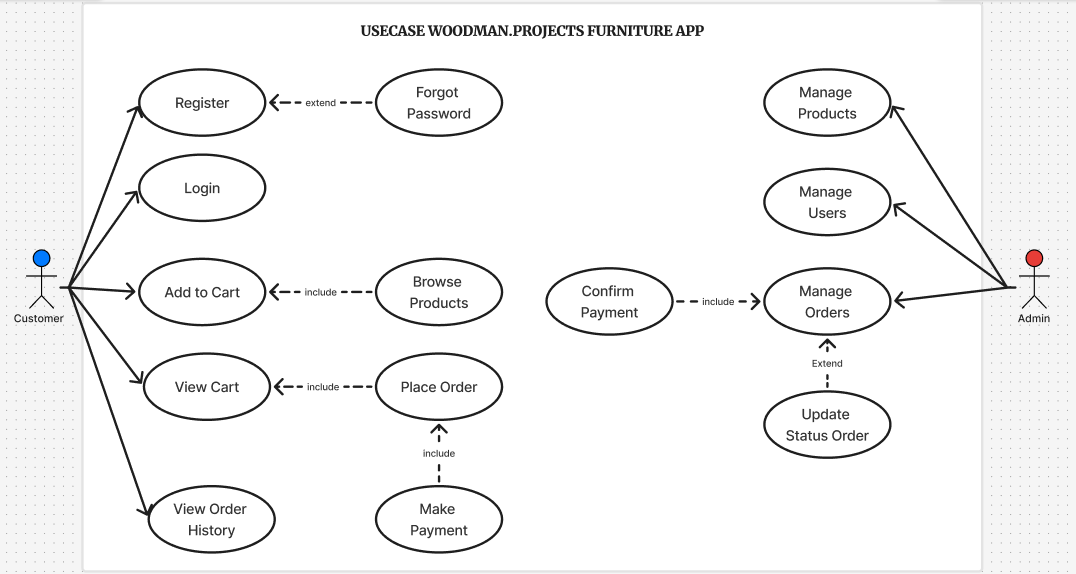 USECASE WOODMAN.PROJECTS FURNITURE APP
Register
extend
Forgot
Password
Manage
Products
Login
Manage
Users
Customer
Add to Cart
include
Browse
Products
Confirm
Payment
include
Manage
Orders
Admin
View Cart
include
Place Order
Extend
Update
Status Order
include
View Order
History
Make
Payment